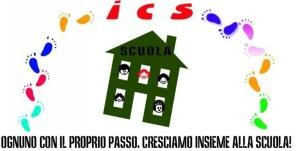 ics
SCUOLA
OGNUNO CON IL PROPRIO PASSO. CRESCIAMO INSIEME ALLA SCUOLA!